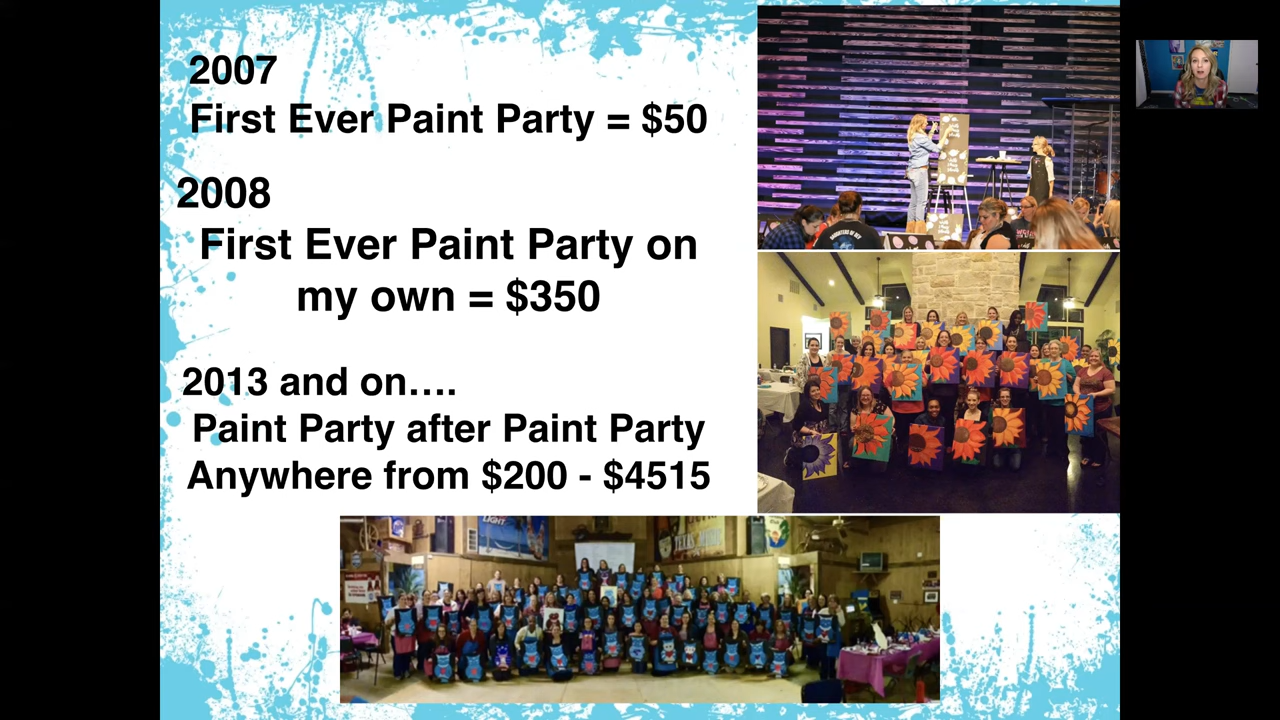 2007
First Ever Paint Party = $50
2008
First Ever Paint Party on
my own = $350
2013 and on….
Paint Party after Paint Party
Anywhere from $200 - $4515
LIGHT